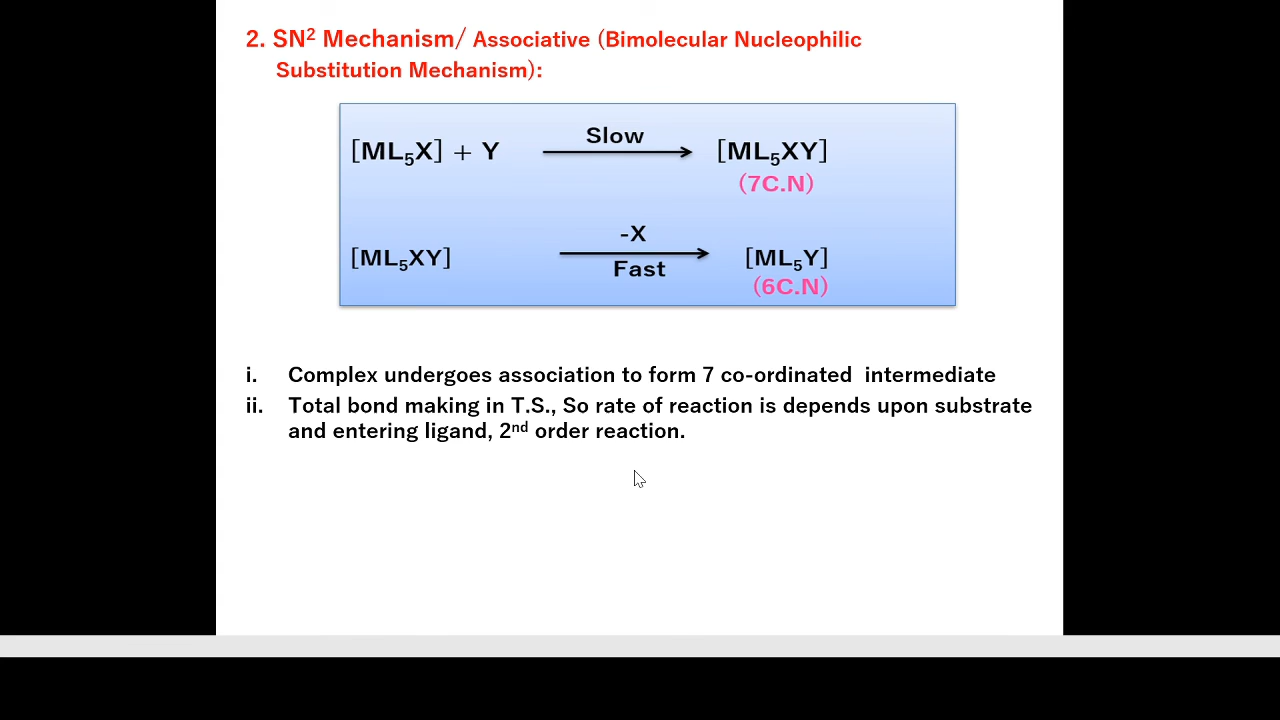 2. SN² Mechanism/ Associative (Bimolecular Nucleophilic
Substitution Mechanism):
Slow
[ML₅X] + Y [ML₅XY]
(7C.N)
-X
[ML₅XY] [ML₅Y]
Fast
(6C.N)
i. Complex undergoes association to form 7 co-ordinated intermediate
ii. Total bond making in T.S., So rate of reaction is depends upon substrate
and entering ligand, 2ⁿᵈ order reaction.